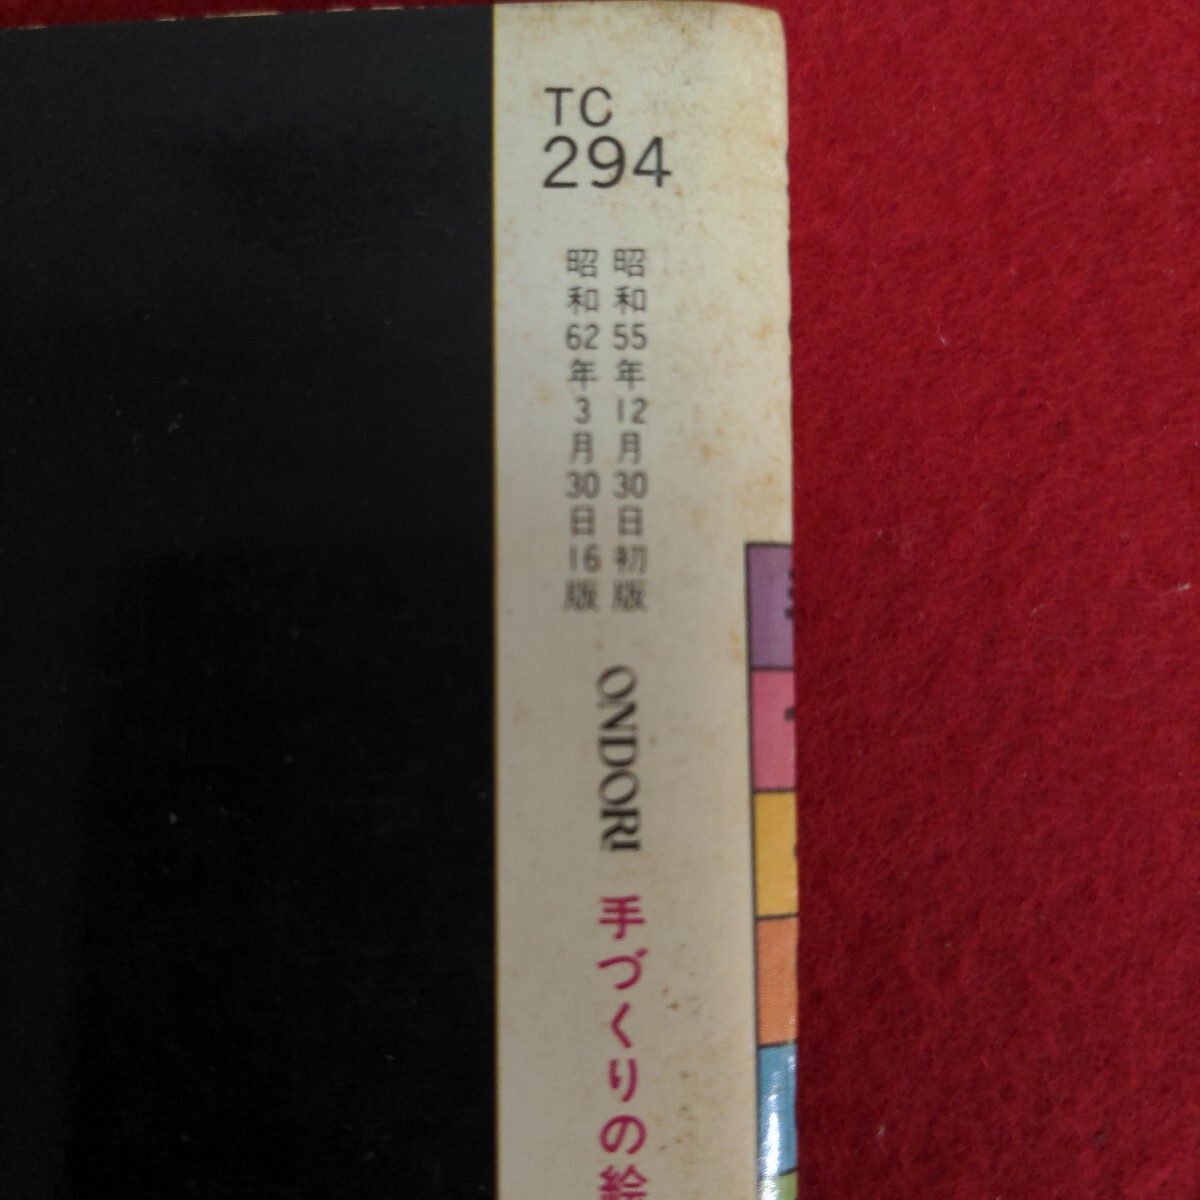 TC
294
昭和55年12月30日初版
昭和62年3月30日16版
ONDORI
手づくりの絵